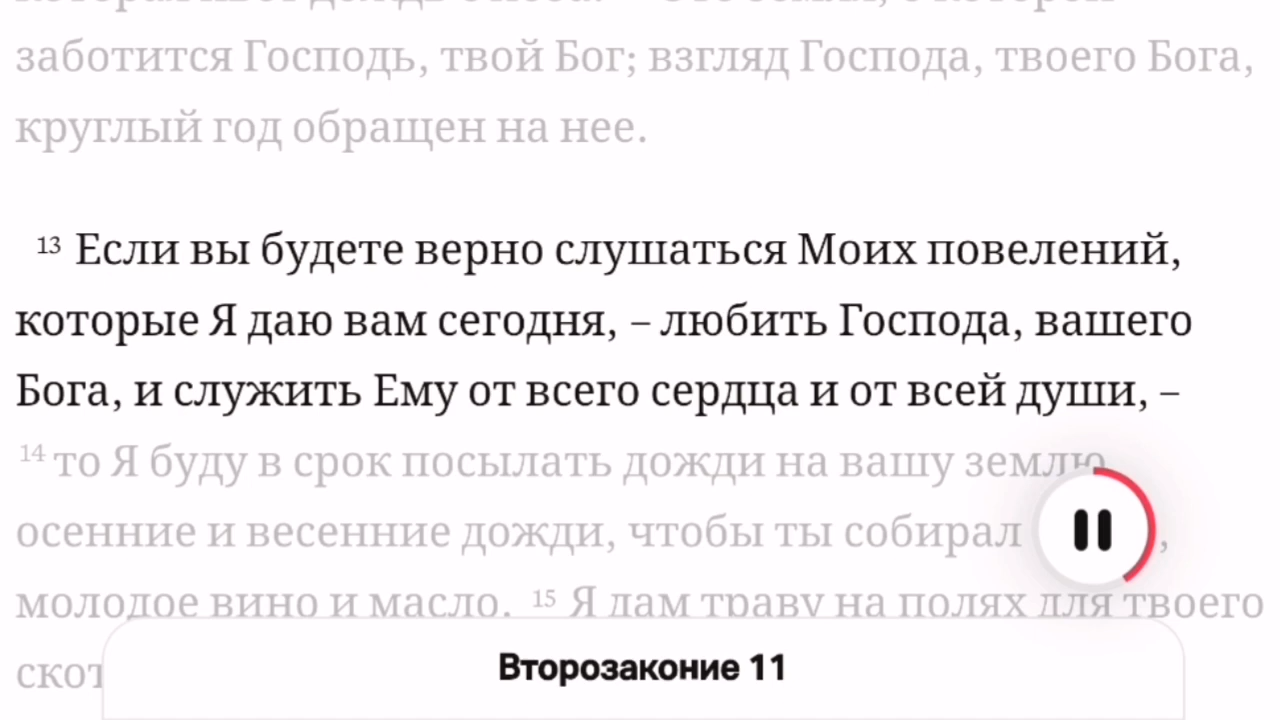 заботится Господь, твой Бог; взгляд Господа, твоего Бога,
круглый год обращен на нее.
13 Если вы будете верно слушаться Моих повелений,
которые Я даю вам сегодня, – любить Господа, вашего
Бога, и служить Ему от всего сердца и от всей души, –
14 то Я буду в срок посылать дожди на вашу землю
осенние и весенние дожди, чтобы ты собирал ,
молодое вино и масло. 15 Я дам траву на полях для твоего
Второзаконие 11